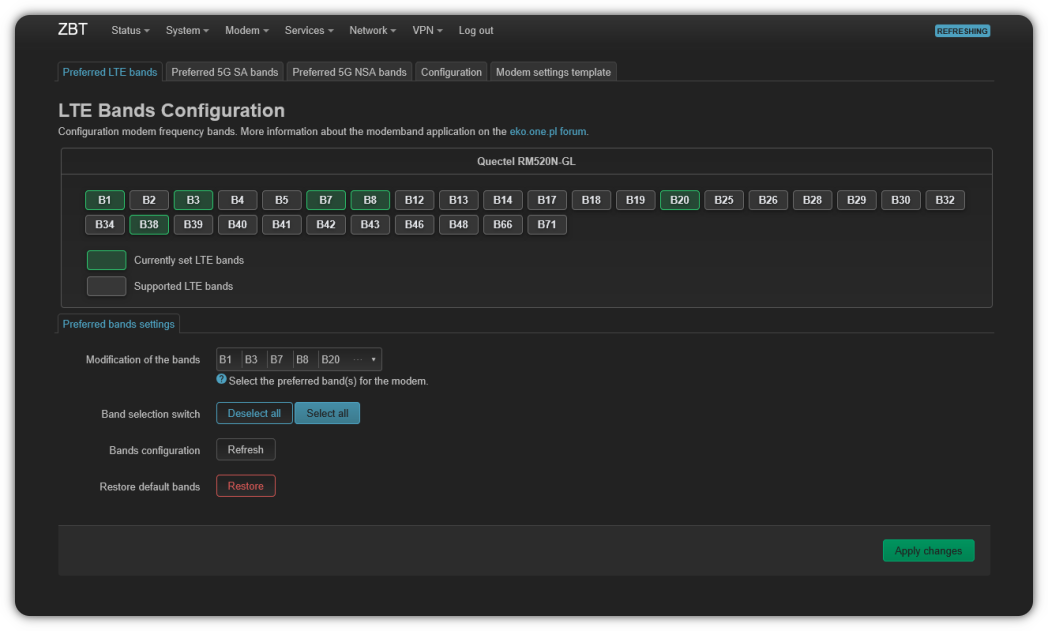 ZBT Status System Modem Services Network VPN Log out REFRESHING
Preferred LTE bands Preferred 5G SA bands Preferred 5G NSA bands Configuration Modem settings template
LTE Bands Configuration
Configuration modem frequency bands. More information about the modemband application on the eko.one.pl forum.
Quectel RM520N-GL
B1 B2 B3 B4 B5 B7 B8 B12 B13 B14 B17 B18 B19 B20 B25 B26 B28 B29 B30 B32
B34 B38 B39 B40 B41 B42 B43 B46 B48 B66 B71
Currently set LTE bands
Supported LTE bands
Preferred bands settings
Modification of the bands B1 B3 B7 B8 B20 ···
Select the preferred band(s) for the modem.
Band selection switch Deselect all Select all
Bands configuration Refresh
Restore default bands Restore
Apply changes